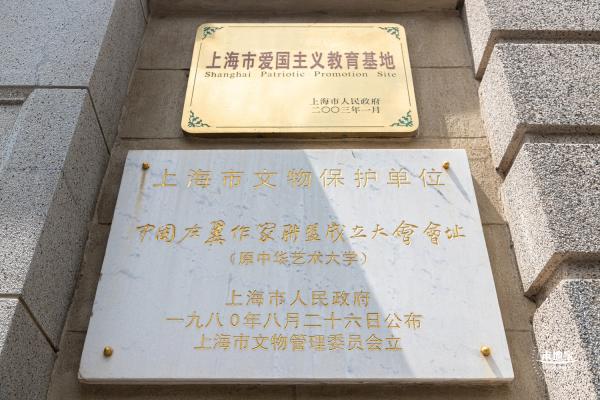 上海市爱国主义教育基地
Shanghai Patriotic Promotion Site
上海市人民政府
二〇〇三年一月
上海市文物保护单位
中国左翼作家联盟成立大会会址
（原中华艺术大学）
上海市人民政府
一九八〇年八月二十六日公布
上海市文物管理委员会立